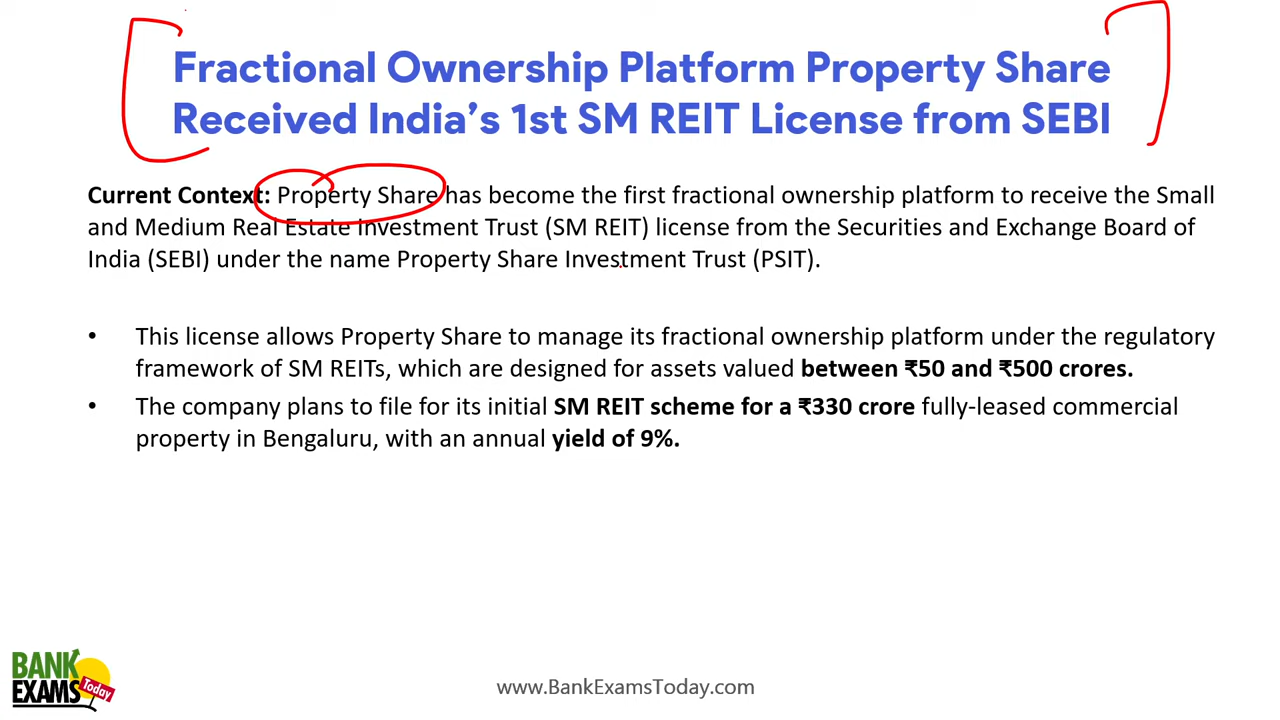 Fractional Ownership Platform Property Share
Received India’s 1st SM REIT License from SEBI
Current Context: Property Share has become the first fractional ownership platform to receive the Small
and Medium Real Estate Investment Trust (SM REIT) license from the Securities and Exchange Board of
India (SEBI) under the name Property Share Investment Trust (PSIT).
• This license allows Property Share to manage its fractional ownership platform under the regulatory
framework of SM REITs, which are designed for assets valued between ₹50 and ₹500 crores.
• The company plans to file for its initial SM REIT scheme for a ₹330 crore fully-leased commercial
property in Bengaluru, with an annual yield of 9%.
BANK
EXAMS
Today
www.BankExamsToday.com